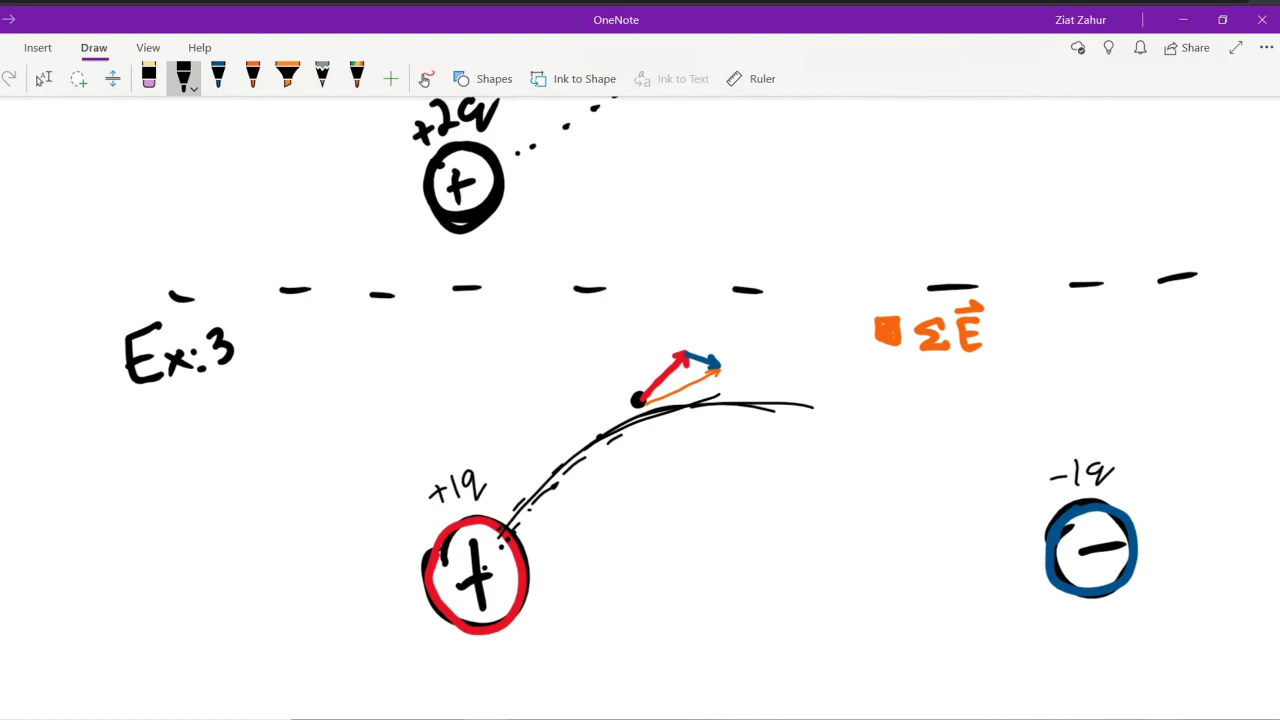 OneNote
Ziat Zahur
Insert Draw View Help
Share
Shapes Ink to Shape Ink to Text Ruler
+2q
+
Ex:3
ΣE⃗
+1q
-1q
+
-